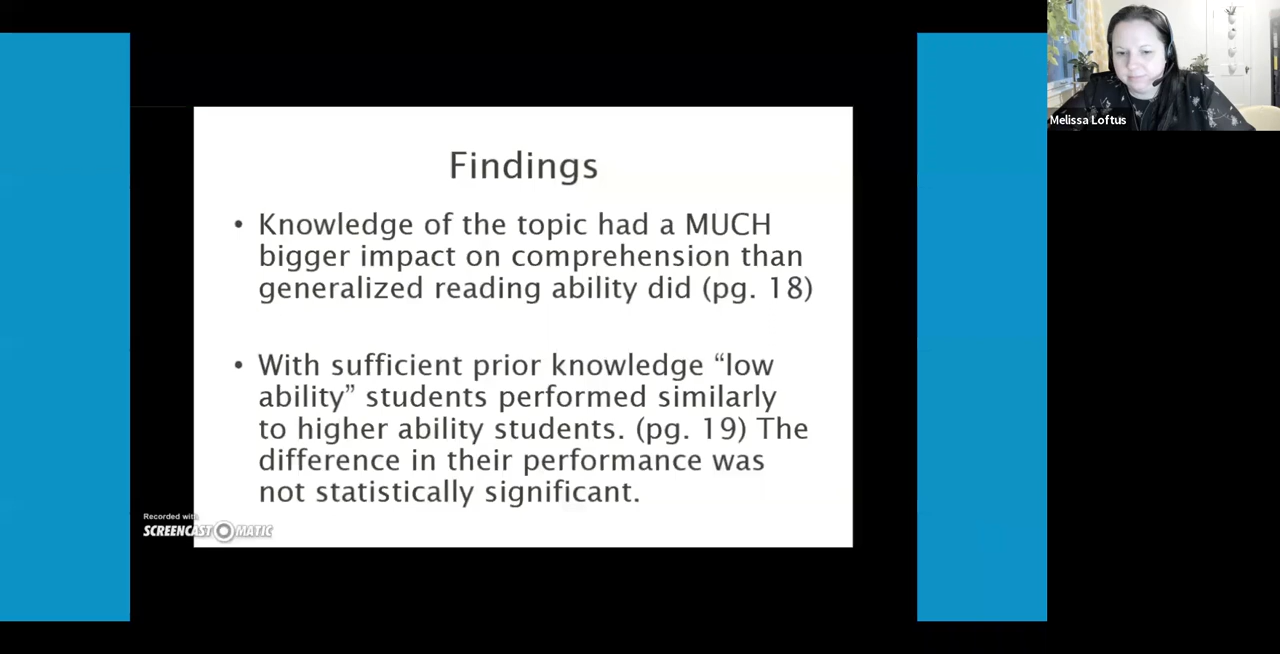 Findings
• Knowledge of the topic had a MUCH
bigger impact on comprehension than
generalized reading ability did (pg. 18)
• With sufficient prior knowledge “low
ability” students performed similarly
to higher ability students. (pg. 19) The
difference in their performance was
not statistically significant.
Recorded with
SCREENCAST MATIC
Melissa Loftus